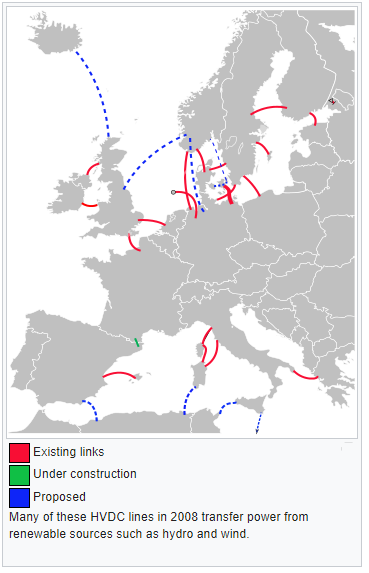 Existing links
Under construction
Proposed
Many of these HVDC lines in 2008 transfer power from
renewable sources such as hydro and wind.